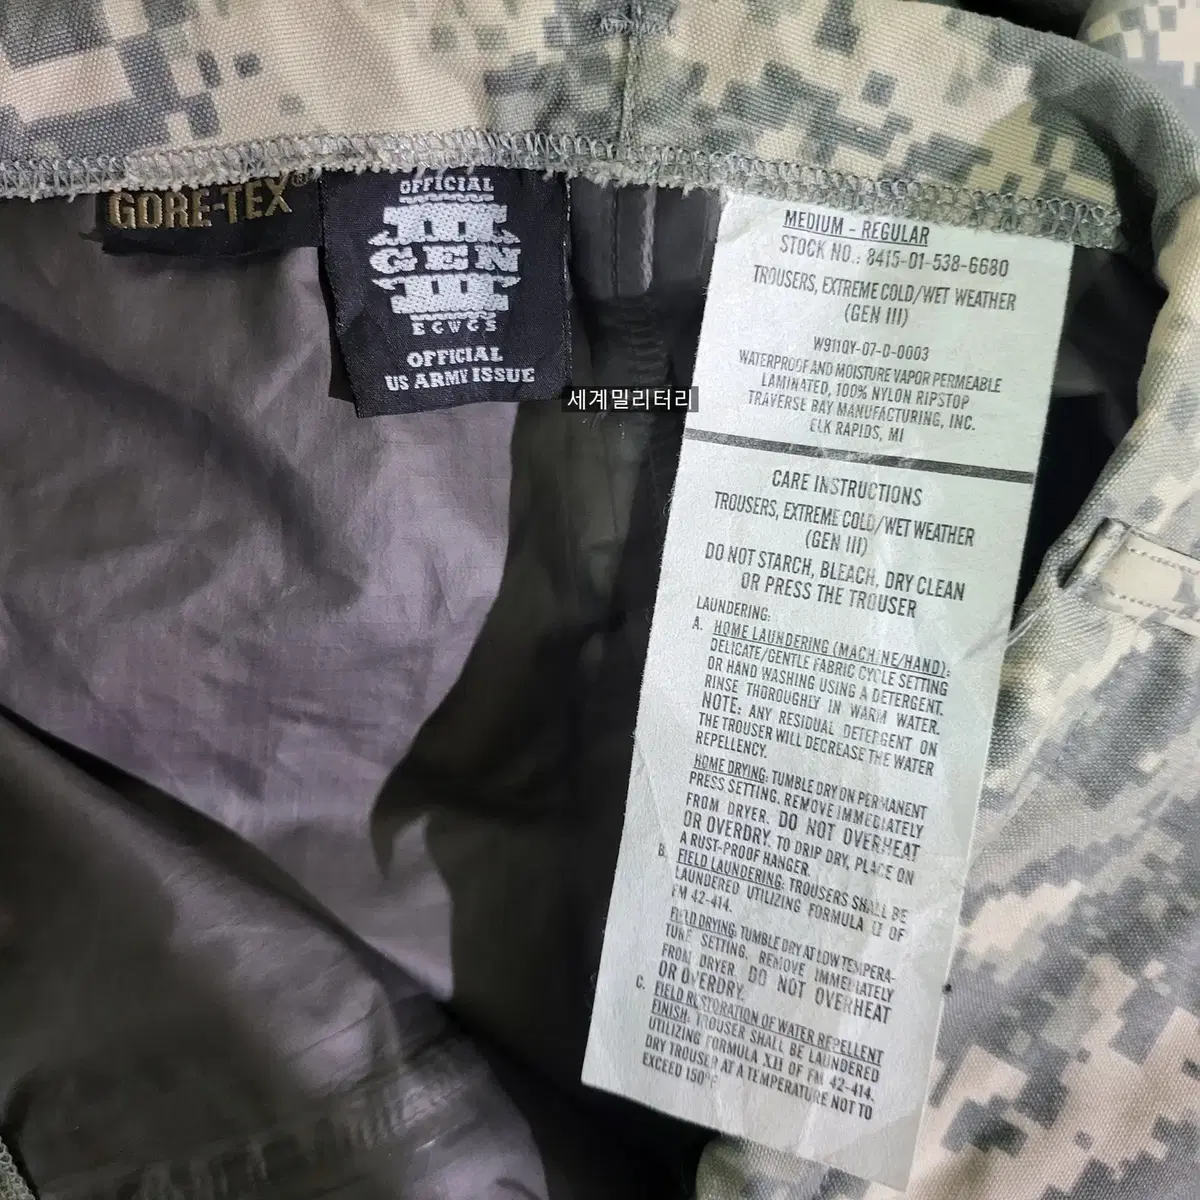 GORE-TEX®
OFFICIAL
III
GEN
III
ECWCS
OFFICIAL
US ARMY ISSUE
세계밀리터리
MEDIUM - REGULAR
STOCK NO.: 8415-01-538-6680
TROUSERS, EXTREME COLD/WET WEATHER
(GEN III)
W911QY-07-D-0003
WATERPROOF AND MOISTURE VAPOR PERMEABLE
LAMINATED, 100% NYLON RIPSTOP
TRAVERSE BAY MANUFACTURING, INC.
ELK RAPIDS, MI
CARE INSTRUCTIONS
TROUSERS, EXTREME COLD/WET WEATHER
(GEN III)
DO NOT STARCH, BLEACH, DRY CLEAN
OR PRESS THE TROUSER
LAUNDERING:
A. HOME LAUNDERING (MACHINE/HAND):
DELICATE/GENTLE FABRIC CYCLE SETTING
OR HAND WASHING USING A DETERGENT.
RINSE THOROUGHLY IN WARM WATER.
NOTE: ANY RESIDUAL DETERGENT ON
THE TROUSER WILL DECREASE THE WATER
REPELLENCY.
HOME DRYING: TUMBLE DRY ON PERMANENT
PRESS SETTING. REMOVE IMMEDIATELY
FROM DRYER. DO NOT OVERHEAT
OR OVERDRY. TO DRIP DRY, PLACE ON
A RUST-PROOF HANGER.
B. FIELD LAUNDERING: TROUSERS SHALL BE
LAUNDERED UTILIZING FORMULA II OF
FM 42-414.
FIELD DRYING: TUMBLE DRY AT LOW TEMPERA-
TURE SETTING. REMOVE IMMEDIATELY
FROM DRYER. DO NOT OVERHEAT
OR OVERDRY.
C. FIELD RESTORATION OF WATER REPELLENT
FINISH: TROUSER SHALL BE LAUNDERED
UTILIZING FORMULA XII OF FM 42-414.
DRY TROUSER AT A TEMPERATURE NOT TO
EXCEED 150°F